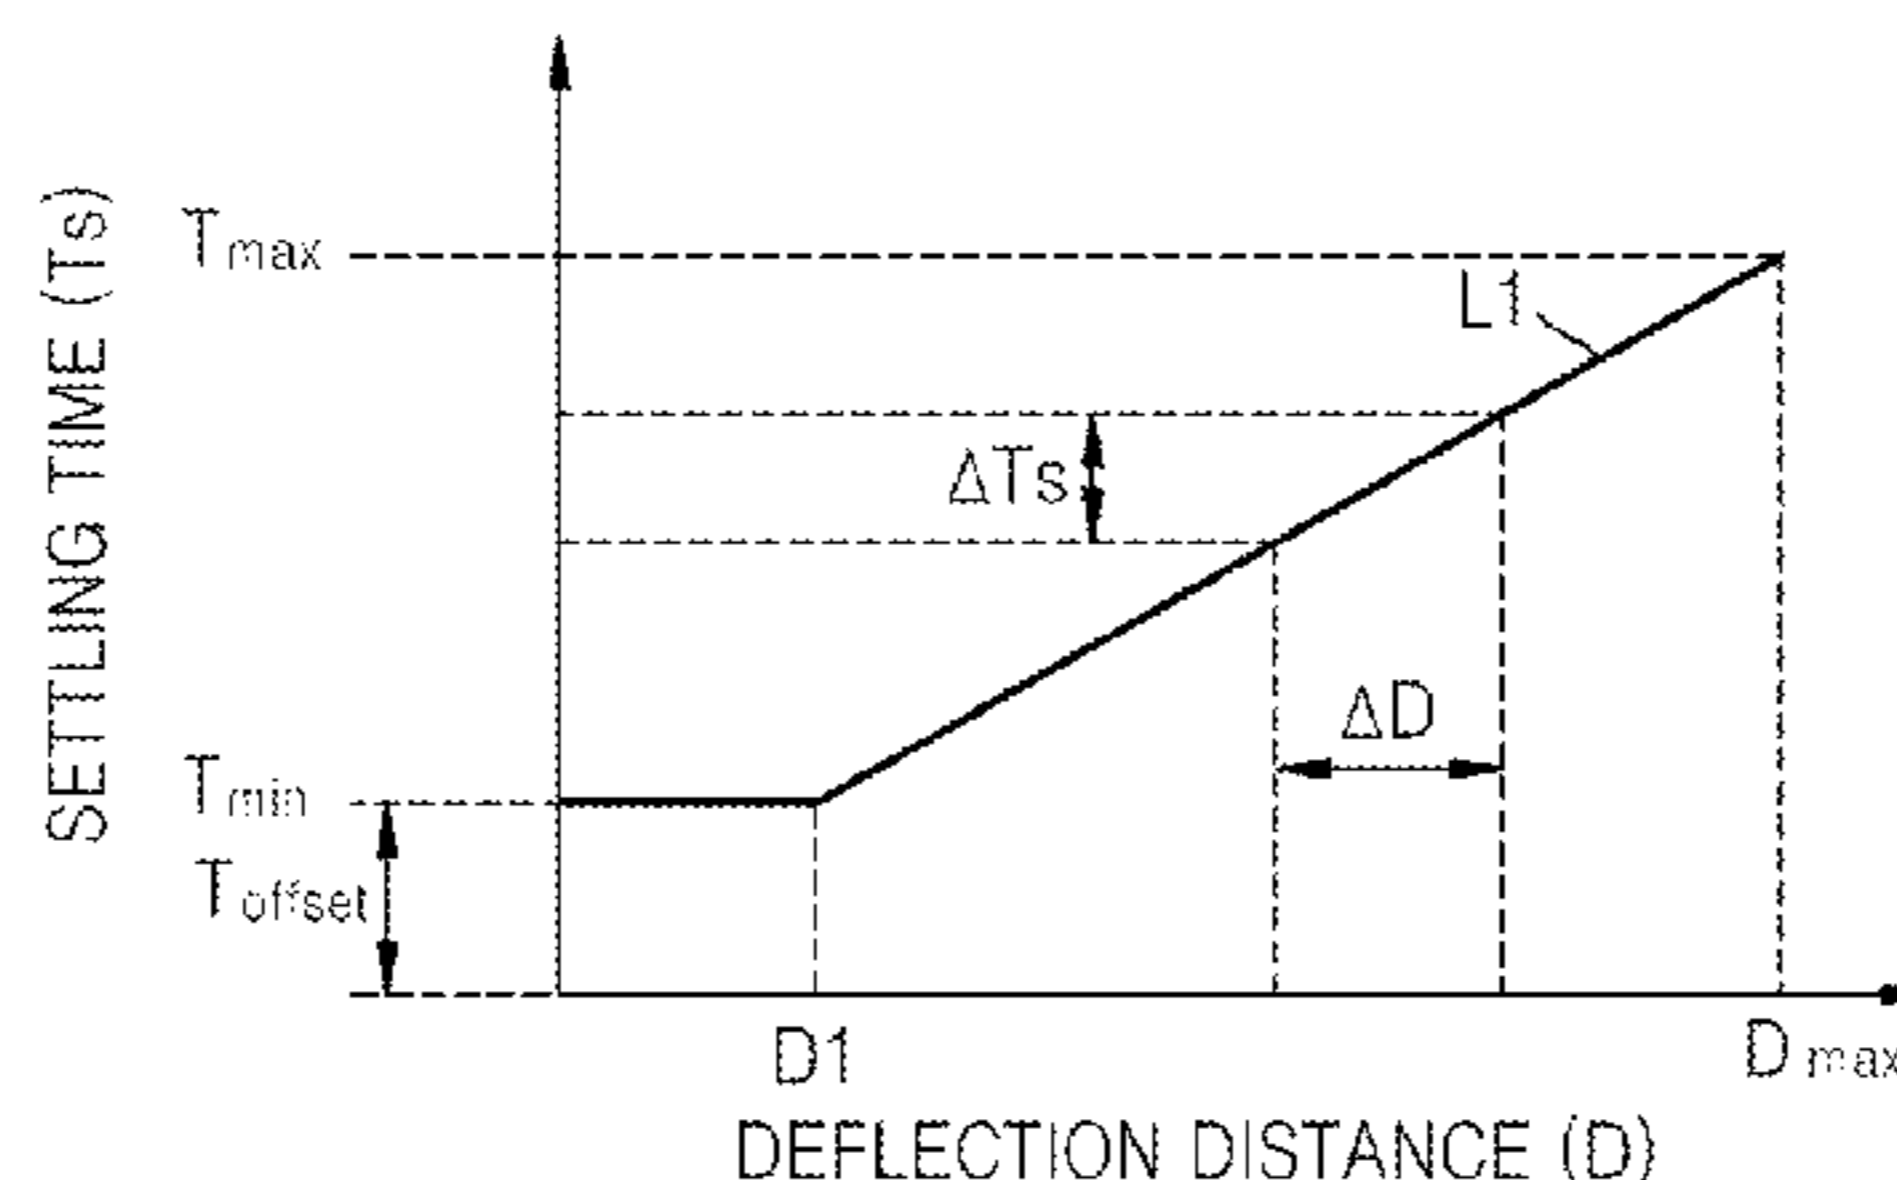 SETTLING TIME (Ts)
Tmax
L1
ΔTs
ΔD
Tmin
Toffset
D1
Dmax
DEFLECTION DISTANCE (D)